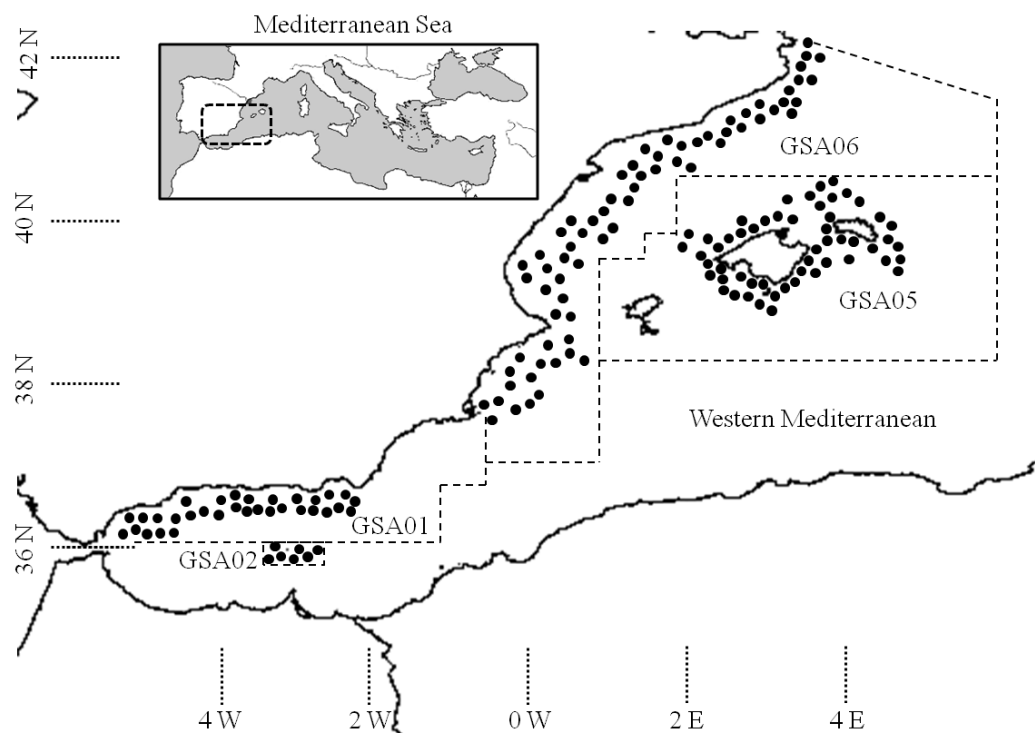 Mediterranean Sea
42 N
GSA06
40 N
GSA05
38 N
Western Mediterranean
GSA01
36 N
GSA02
4 W
2 W
0 W
2 E
4 E